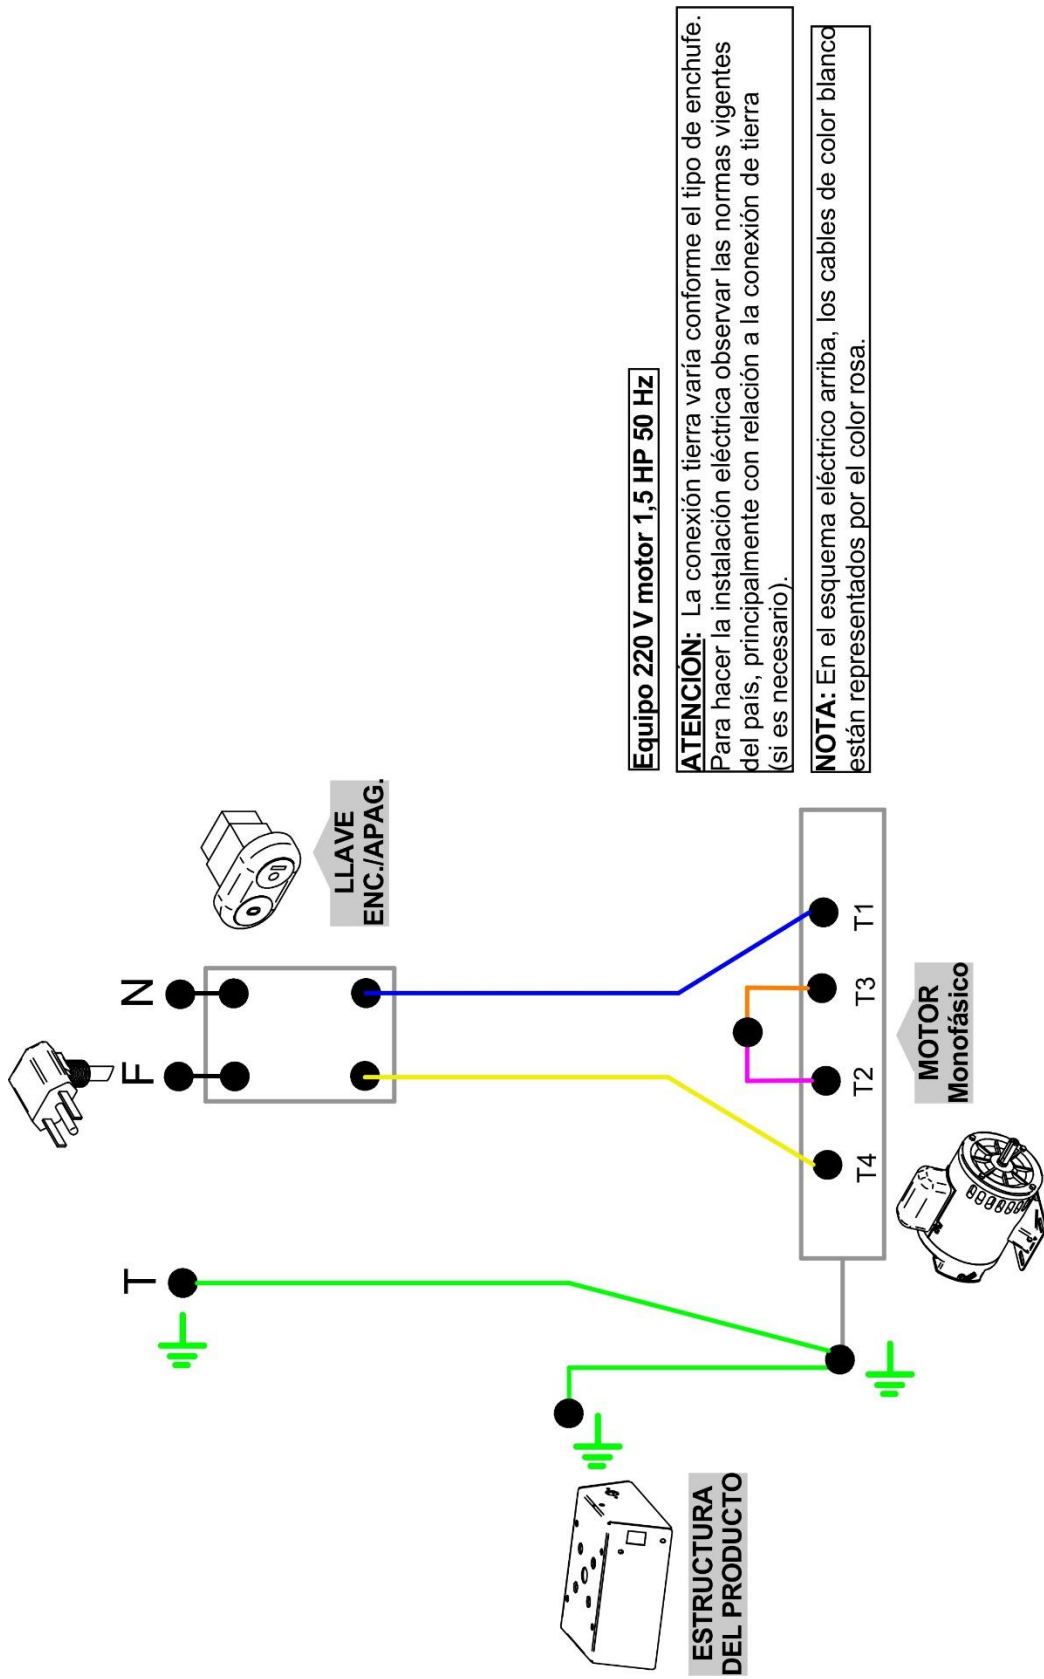 T
F
N
LLAVE
ENC./APAG.
ESTRUCTURA
DEL PRODUCTO
T4
T2
T3
T1
MOTOR
Monofásico
Equipo 220 V motor 1,5 HP 50 Hz
ATENCIÓN: La conexión tierra varía conforme el tipo de enchufe.
Para hacer la instalación eléctrica observar las normas vigentes
del país, principalmente con relación a la conexión de tierra
(si es necesario).
NOTA: En el esquema eléctrico arriba, los cables de color blanco
están representados por el color rosa.